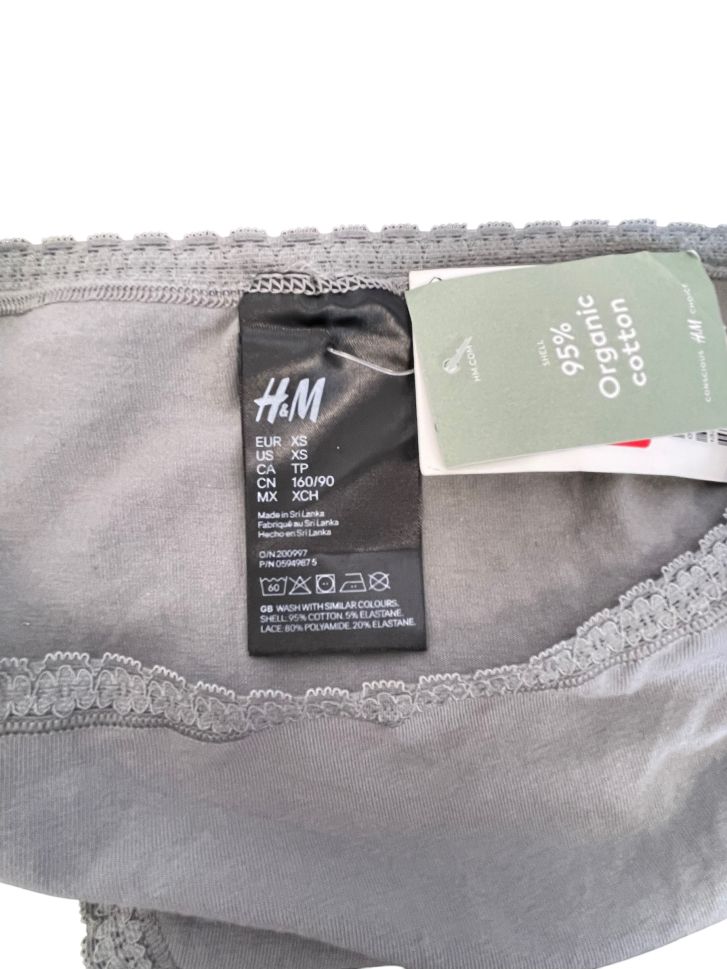 H&M
EUR XS
US XS
CA TP
CN 160/90
MX XCH
Made in Sri Lanka
Fabriqué au Sri Lanka
Hecho en Sri Lanka
O/N 200997
P/N 0594987 5
60
GB WASH WITH SIMILAR COLOURS.
SHELL: 95% COTTON. 5% ELASTANE.
LACE: 80% POLYAMIDE. 20% ELASTANE.
HM.COM
SHELL
95%
Organic
cotton
CONSCIOUS H&M CHOICE